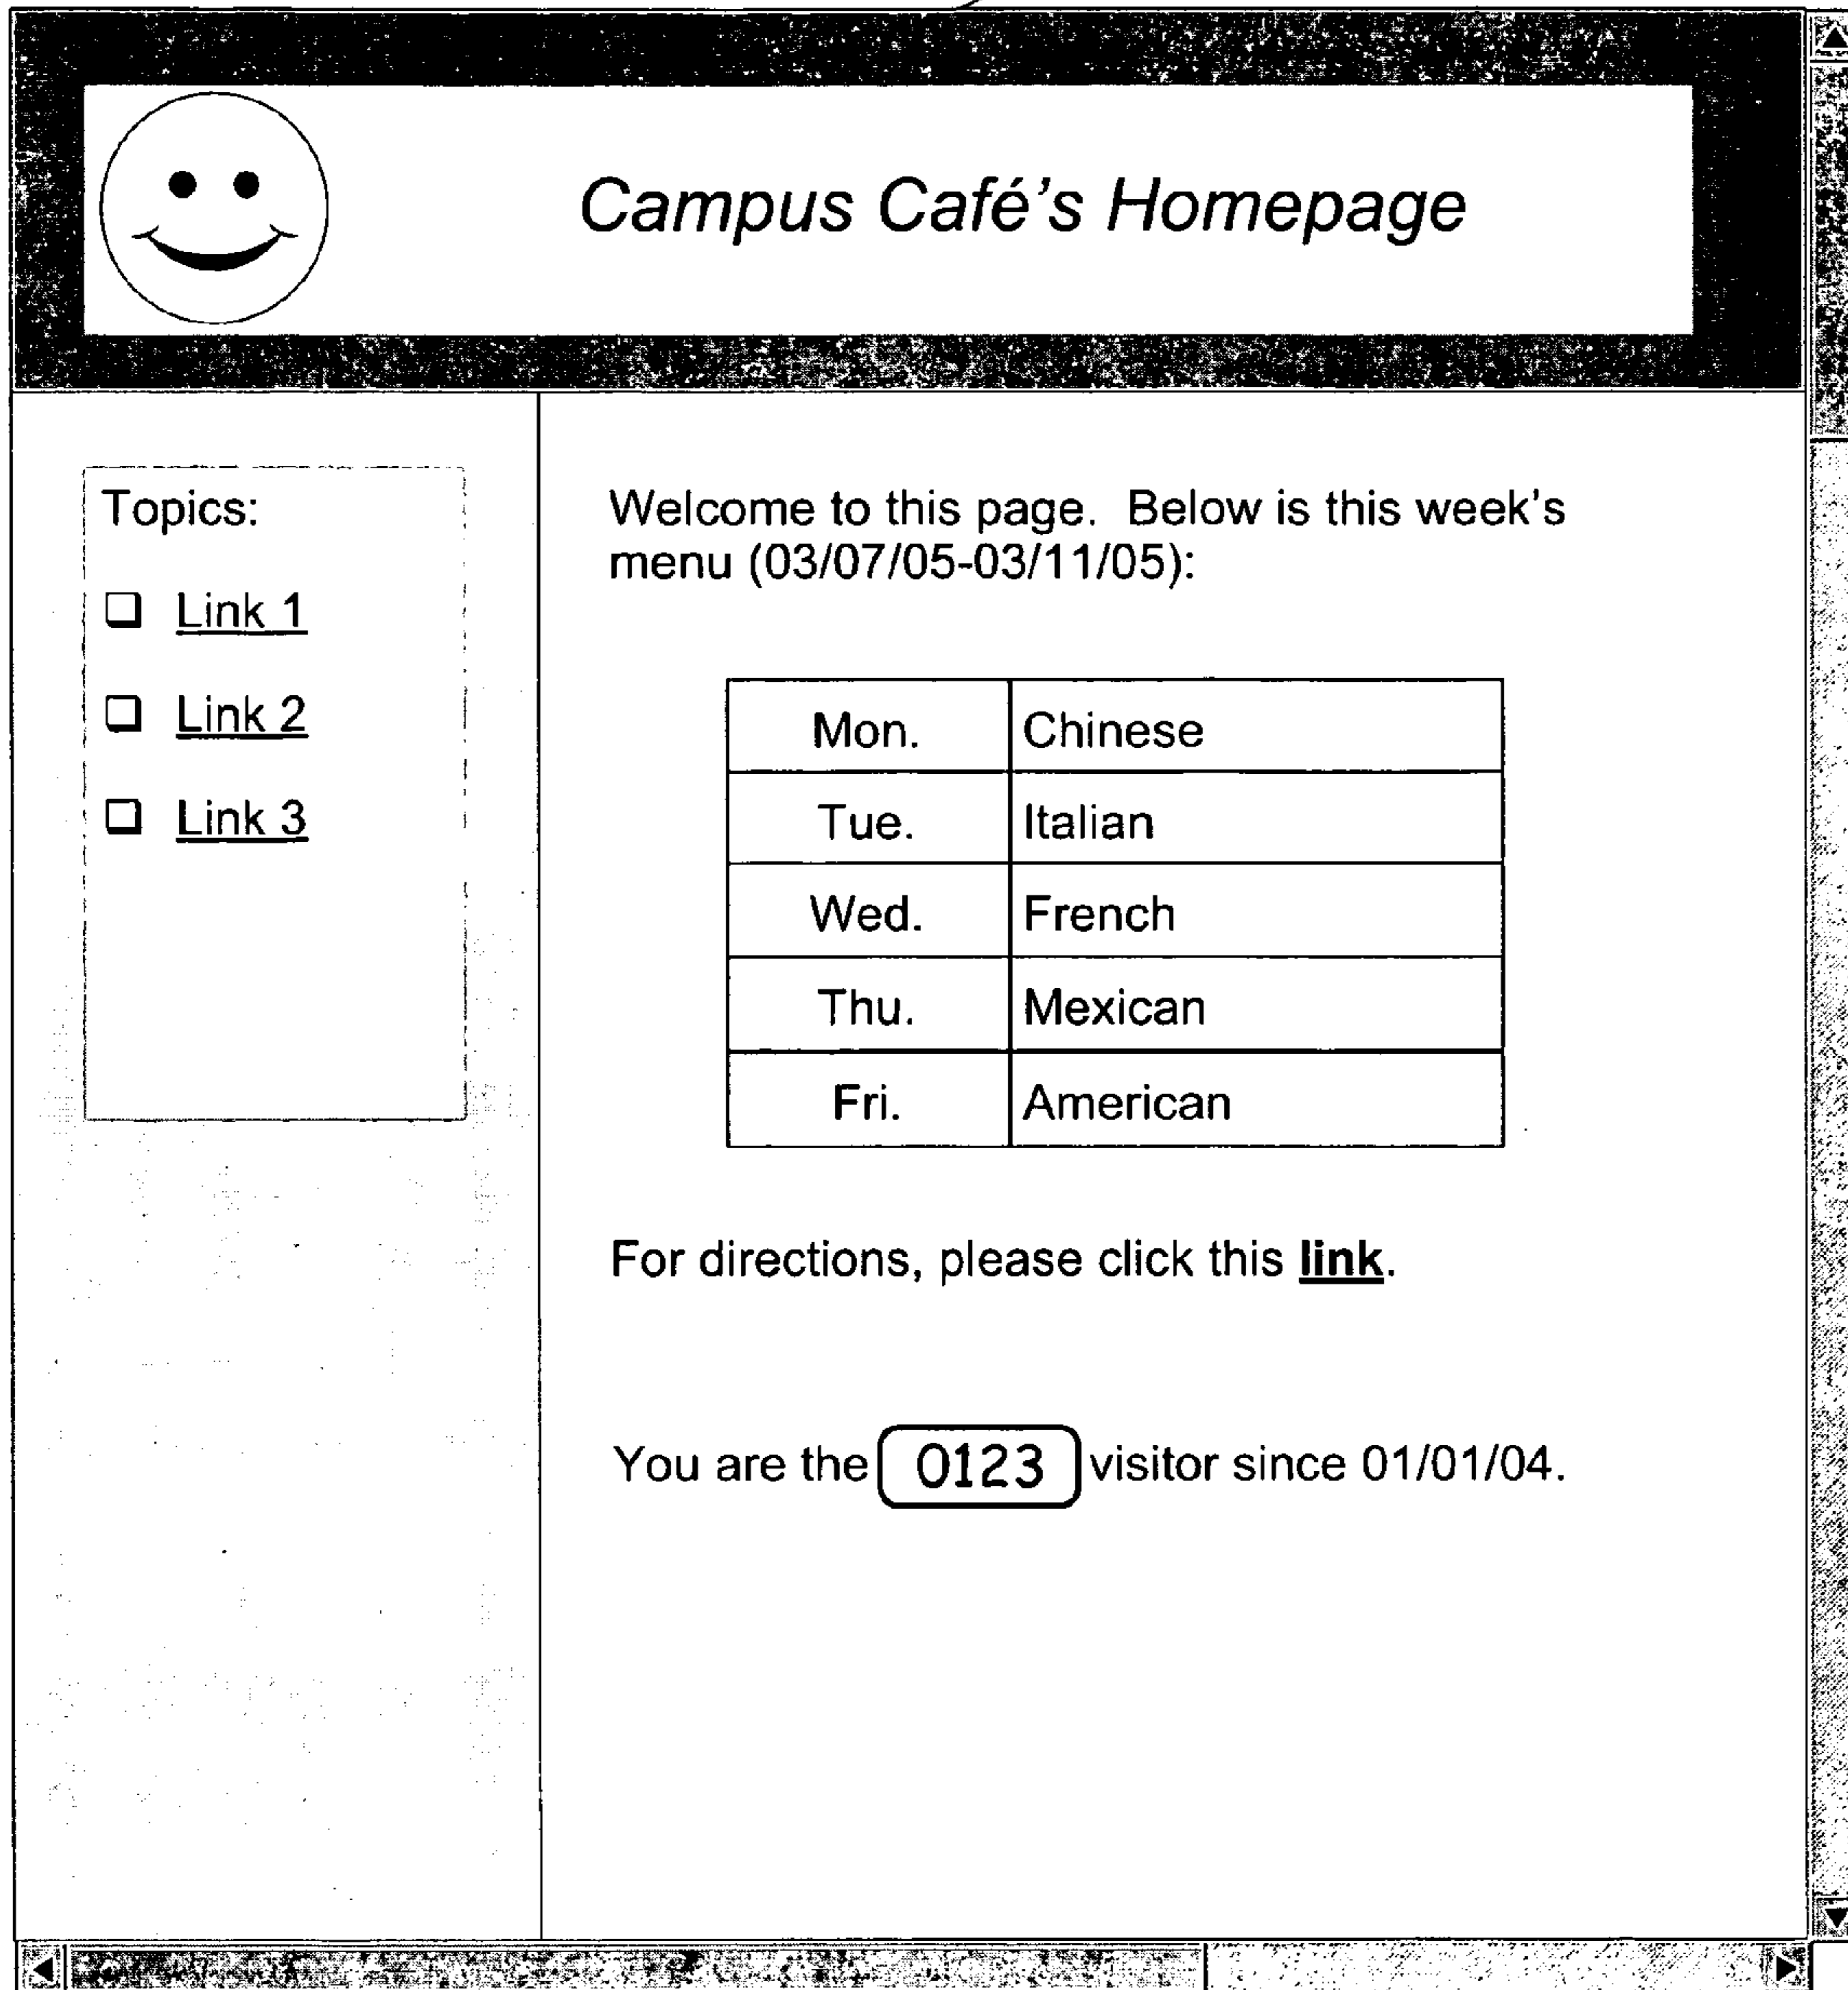 Campus Café's Homepage
Topics:
Link 1
Link 2
Link 3
Welcome to this page. Below is this week's
menu (03/07/05-03/11/05):
Mon. Chinese
Tue. Italian
Wed. French
Thu. Mexican
Fri. American
For directions, please click this link.
You are the 0123 visitor since 01/01/04.